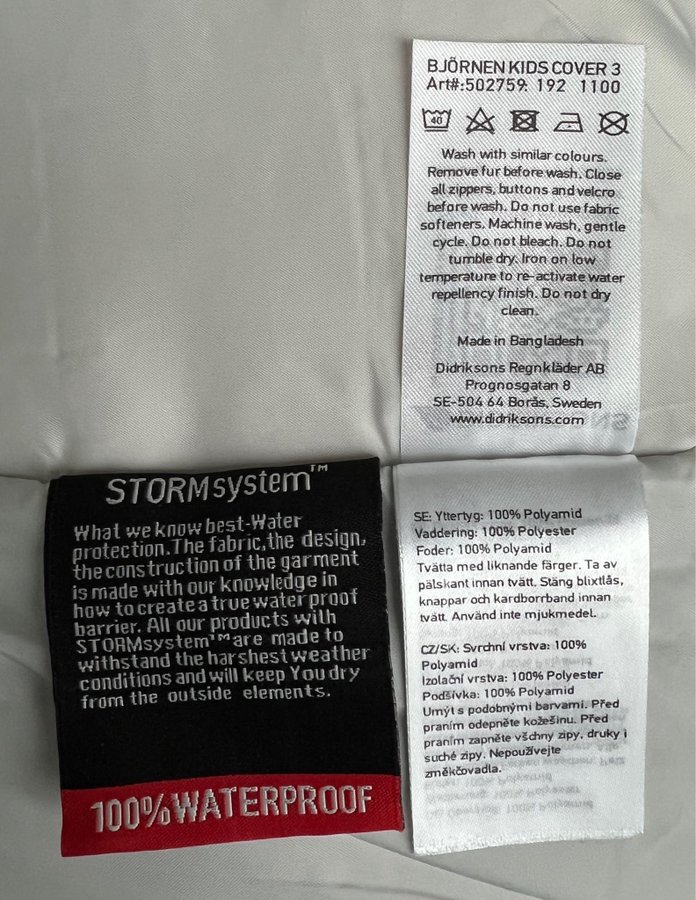 BJÖRNEN KIDS COVER 3
Art#:502759: 192 1100
40
Wash with similar colours.
Remove fur before wash. Close
all zippers, buttons and velcro
before wash. Do not use fabric
softeners. Machine wash, gentle
cycle. Do not bleach. Do not
tumble dry. Iron on low
temperature to re-activate water
repellency finish. Do not dry
clean.
Made in Bangladesh
Didriksons Regnkläder AB
Prognosgatan 8
SE-504 64 Borås, Sweden
www.didriksons.com
STORMsystem™
What we know best-Water
protection.The fabric,the design,
the construction of the garment
is made with our knowledge in
how to create a true waterproof
barrier. All our products with
STORMsystem™are made to
withstand the harshest weather
conditions and will keep You dry
from the outside elements.
100%WATERPROOF
SE: Yttertyg: 100% Polyamid
Vaddering: 100% Polyester
Foder: 100% Polyamid
Tvätta med liknande färger. Ta av
pälskant innan tvätt. Stäng blixtlås,
knappar och kardborrband innan
tvätt. Använd inte mjukmedel.
CZ/SK: Svrchní vrstva: 100%
Polyamid
Izolační vrstva: 100% Polyester
Podšívka: 100% Polyamid
Umýt s podobnými barvami. Před
praním odepněte kožešinu. Před
praním zapněte všchny zipy, druky i
suché zipy. Nepoužívejte
změkčovadla.